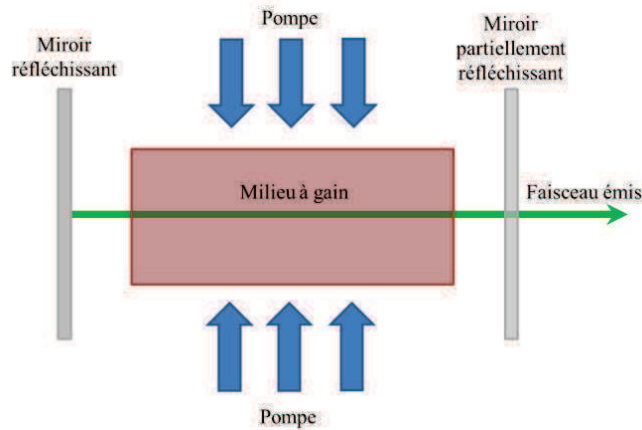 Pompe
Miroir
réfléchissant
Miroir
partiellement
réfléchissant
Milieu à gain
Faisceau émis
Pompe